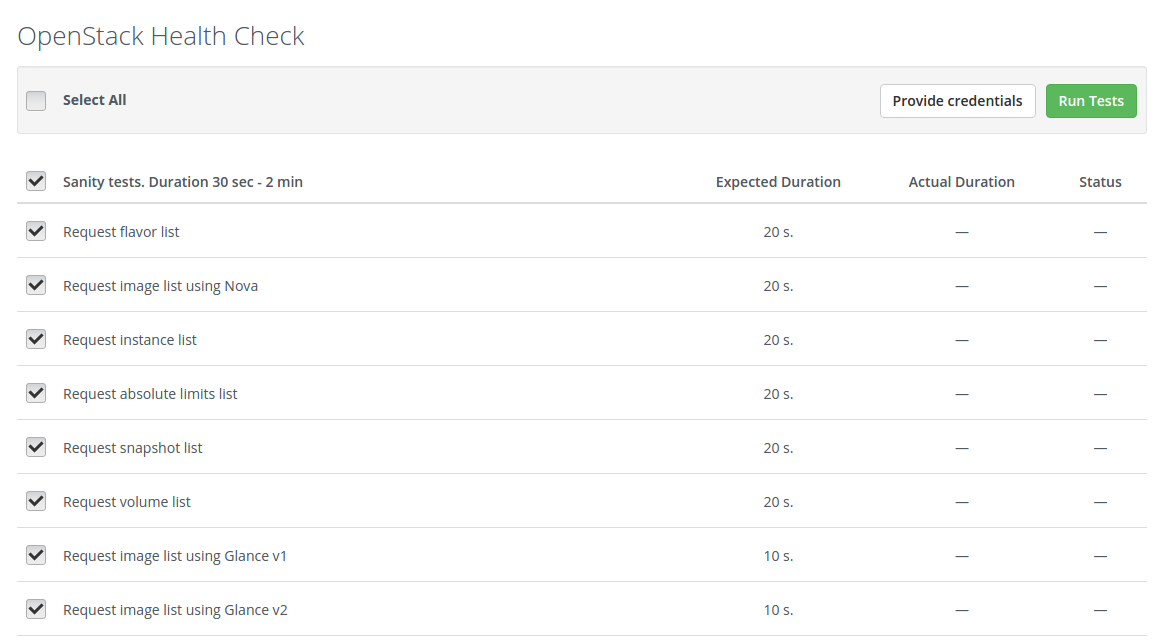 OpenStack Health Check
Select All Provide credentials Run Tests
Sanity tests. Duration 30 sec - 2 min Expected Duration Actual Duration Status
Request flavor list 20 s. — —
Request image list using Nova 20 s. — —
Request instance list 20 s. — —
Request absolute limits list 20 s. — —
Request snapshot list 20 s. — —
Request volume list 20 s. — —
Request image list using Glance v1 10 s. — —
Request image list using Glance v2 10 s. — —